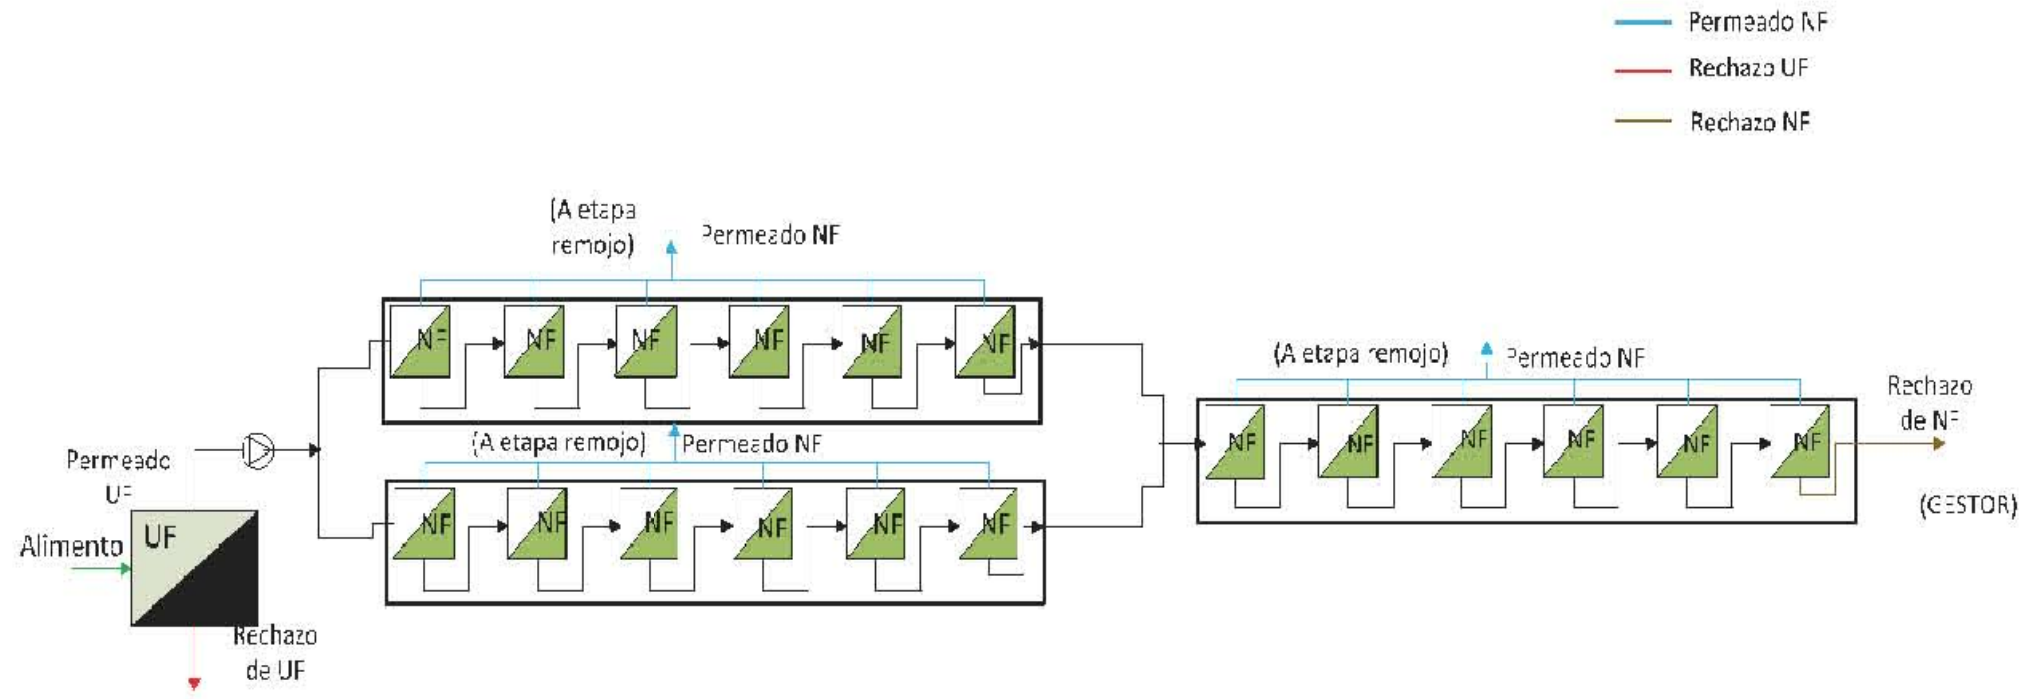 Permeado NF
Rechazo UF
Rechazo NF
(A etapa
remojo)
Permeado NF
NF NF NF NF NF NF
(A etapa remojo) Permeado NF
(A etapa remojo) Permeado NF
Rechazo
de NF
NF NF NF NF NF NF
Permeado
UF
(GESTOR)
NF NF NF NF NF NF
UF
Alimento
Rechazo
de UF